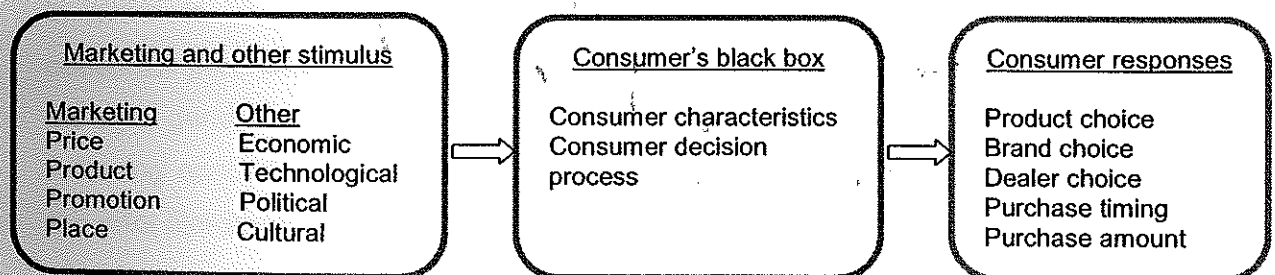 Marketing and other stimulus
Marketing Other
Price Economic
Product Technological
Promotion Political
Place Cultural
Consumer's black box
Consumer characteristics
Consumer decision
process
Consumer responses
Product choice
Brand choice
Dealer choice
Purchase timing
Purchase amount